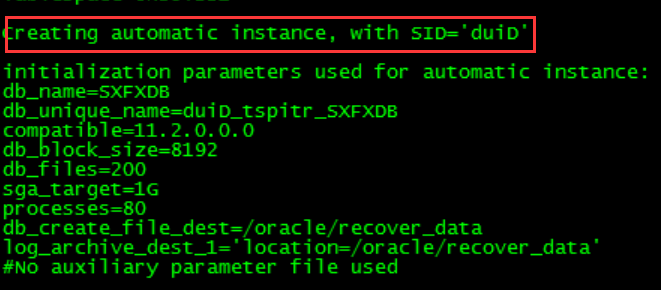 Creating automatic instance, with SID='duiD'
initialization parameters used for automatic instance:
db_name=SXFXDB
db_unique_name=duiD_tspitr_SXFXDB
compatible=11.2.0.0.0
db_block_size=8192
db_files=200
sga_target=1G
processes=80
db_create_file_dest=/oracle/recover_data
log_archive_dest_1='location=/oracle/recover_data'
#No auxiliary parameter file used